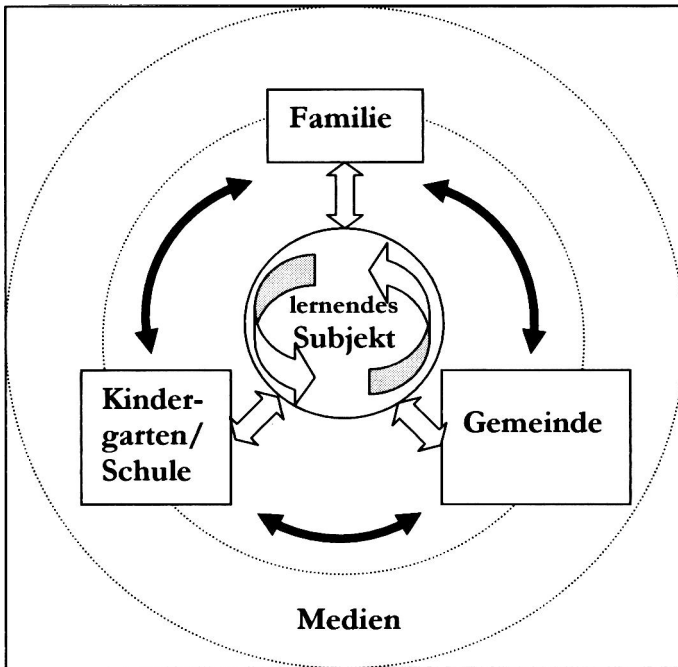 Familie
lernendes
Subjekt
Kinder-
garten/
Schule
Gemeinde
Medien